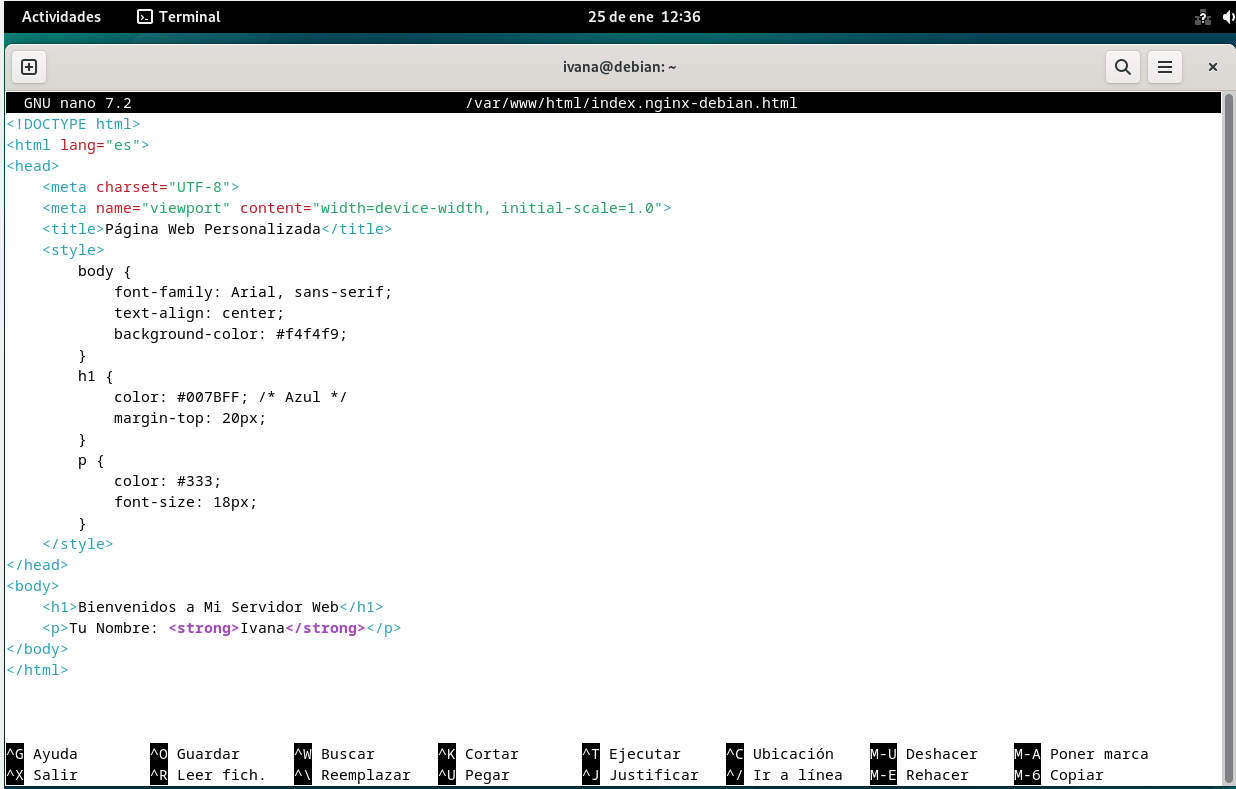 Actividades Terminal 25 de ene 12:36
ivana@debian: ~
GNU nano 7.2 /var/www/html/index.nginx-debian.html
<!DOCTYPE html>
<html lang="es">
<head>
    <meta charset="UTF-8">
    <meta name="viewport" content="width=device-width, initial-scale=1.0">
    <title>Página Web Personalizada</title>
    <style>
        body {
            font-family: Arial, sans-serif;
            text-align: center;
            background-color: #f4f4f9;
        }
        h1 {
            color: #007BFF; /* Azul */
            margin-top: 20px;
        }
        p {
            color: #333;
            font-size: 18px;
        }
    </style>
</head>
<body>
    <h1>Bienvenidos a Mi Servidor Web</h1>
    <p>Tu Nombre: <strong>Ivana</strong></p>
</body>
</html>
^G Ayuda ^O Guardar ^W Buscar ^K Cortar ^T Ejecutar ^C Ubicación M-U Deshacer M-A Poner marca
^X Salir ^R Leer fich. ^\ Reemplazar ^U Pegar ^J Justificar ^/ Ir a línea M-E Rehacer M-6 Copiar